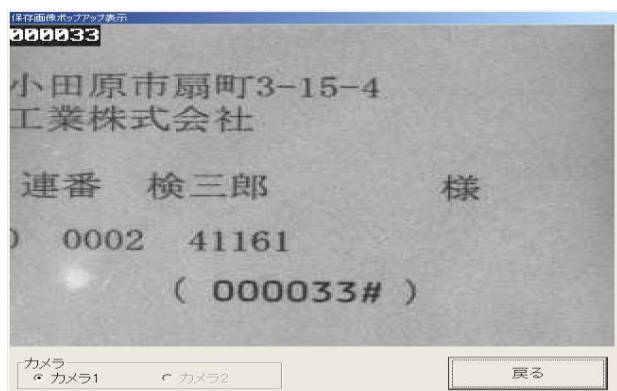 保存画像ポップアップ表示
000033
小田原市扇町3-15-4
工業株式会社
連番 検三郎 様
) 0002 41161
( 000033# )
カメラ
カメラ1 カメラ2
戻る